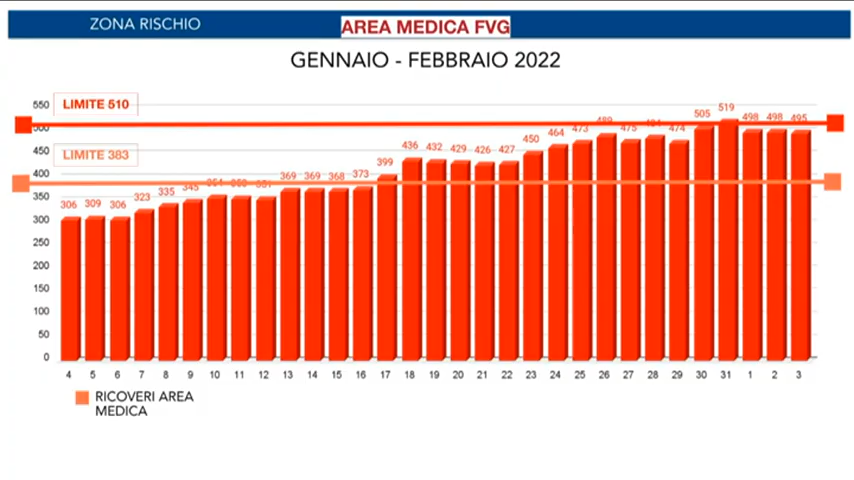 ZONA RISCHIO
AREA MEDICA FVG
GENNAIO - FEBBRAIO 2022
550
LIMITE 510
500
450
LIMITE 383
400
350
300
250
200
150
100
50
0
306 309 306 323 335 345 369 369 368 373 399 436 432 429 426 427 450 464 473 489 475 474 505 519 498 498 495
4 5 6 7 8 9 10 11 12 13 14 15 16 17 18 19 20 21 22 23 24 25 26 27 28 29 30 31 1 2 3
RICOVERI AREA
MEDICA